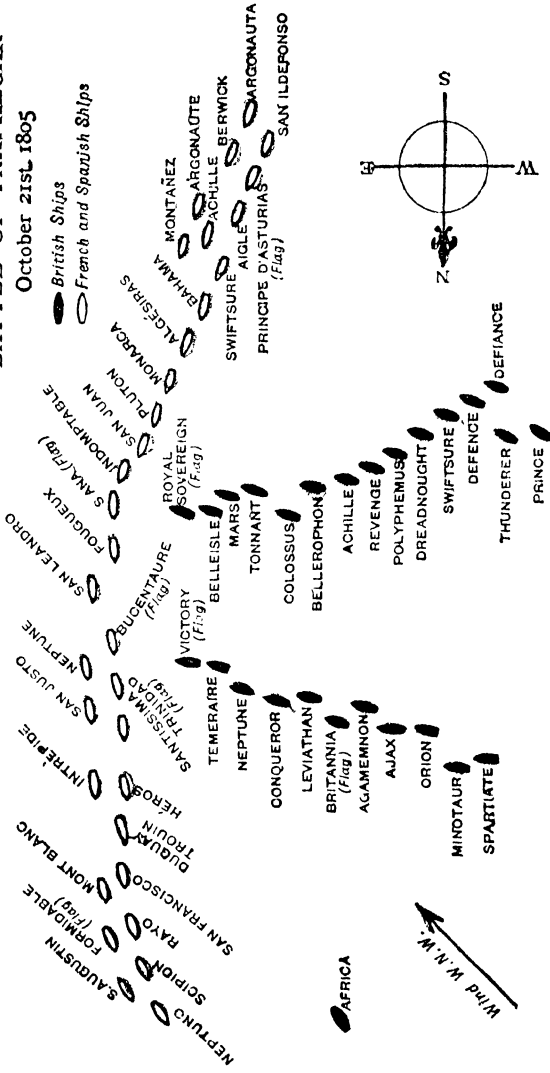 October 21st 1805
British Ships
French and Spanish Ships
NEPTUNO
SCIPION
S. AUGUSTIN
RAYO
FORMIDABLE
(Flag)
SAN FRANCISCO
MONT BLANC
DUGUAY
TROUIN
HÉROS
INTREPIDE
SANTISSIMA
TRINIDAD
(Flag)
SAN JUSTO
NEPTUNE
BUCENTAURE
(Flag)
SAN LEANDRO
FOUGUEUX
S ANA (Flag)
INDOMPTABLE
SAN JUAN
PLUTON
MONARCA
ALGESIRAS
BAHAMA
MONTAÑEZ
ARGONAUTE
ACHILLE
SWIFTSURE
AIGLE
BERWICK
PRINCIPE D'ASTURIAS
(Flag)
ARGONAUTA
SAN ILDEFONSO
ROYAL
SOVEREIGN
(Flag)
BELLEISLE
MARS
TONNANT
COLOSSUS
BELLEROPHON
ACHILLE
REVENGE
POLYPHEMUS
DREADNOUGHT
SWIFTSURE
DEFENCE
DEFIANCE
THUNDERER
PRINCE
VICTORY
(Flag)
TEMERAIRE
NEPTUNE
CONQUEROR
LEVIATHAN
BRITANNIA
(Flag)
AGAMEMNON
AJAX
ORION
MINOTAUR
SPARTIATE
AFRICA
Wind W.N.W.
S
E
W
N